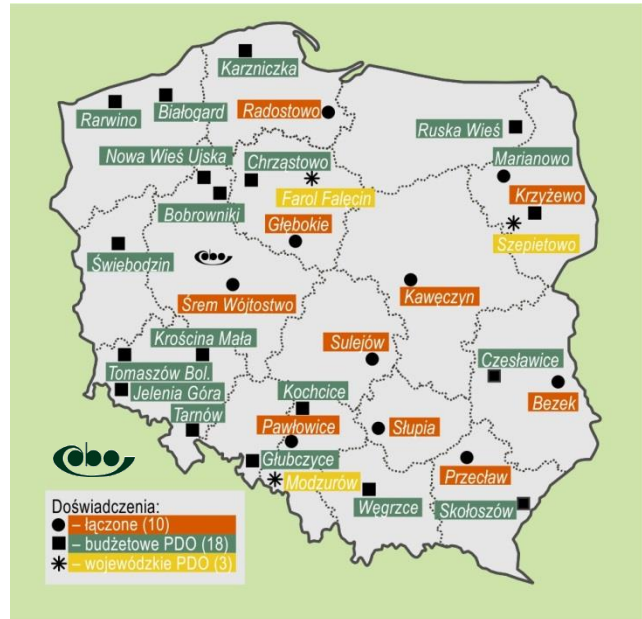 Karzniczka
Rarwino
Białogard
Radostowo
Ruska Wieś
Nowa Wieś Ujska
Chrząstowo
Marianowo
Farol Falęcin
Krzyżewo
Bobrowniki
Głębokie
Szepietowo
Świebodzin
Śrem Wójtostwo
Kawęczyn
Krościna Mała
Sulejów
Tomaszów Bol.
Czesławice
Jelenia Góra
Kochcice
Bezek
Tarnów
Pawłowice
Słupia
Głubczyce
Przecław
Modzurów
Węgrzce
Skołoszów
coboru
Doświadczenia:
– łączone (10)
– budżetowe PDO (18)
– wojewódzkie PDO (3)